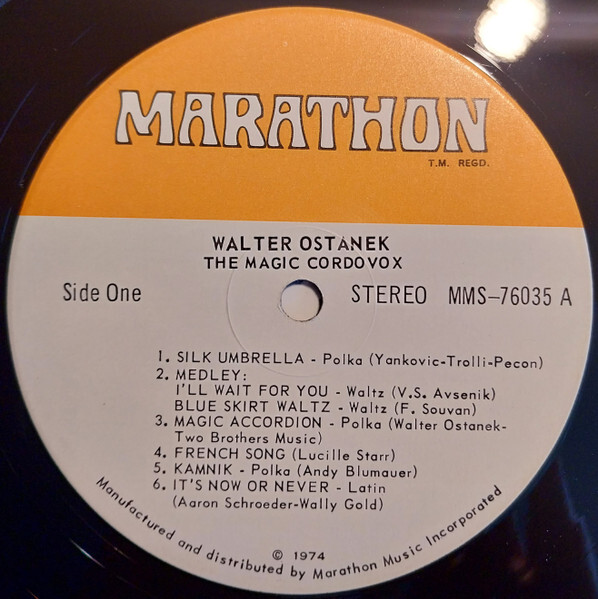 MARATHON
T.M. REGD.
WALTER OSTANEK
THE MAGIC CORDOVOX
Side One
STEREO MMS-76035 A
1. SILK UMBRELLA - Polka (Yankovic-Trolli-Pecon)
2. MEDLEY:
I'LL WAIT FOR YOU - Waltz (V.S. Avsenik)
BLUE SKIRT WALTZ - Waltz (F. Souvan)
3. MAGIC ACCORDION - Polka (Walter Ostanek-
Two Brothers Music)
4. FRENCH SONG (Lucille Starr)
5. KAMNIK - Polka (Andy Blumauer)
6. IT'S NOW OR NEVER - Latin
(Aaron Schroeder-Wally Gold)
© 1974
Manufactured and distributed by Marathon Music Incorporated